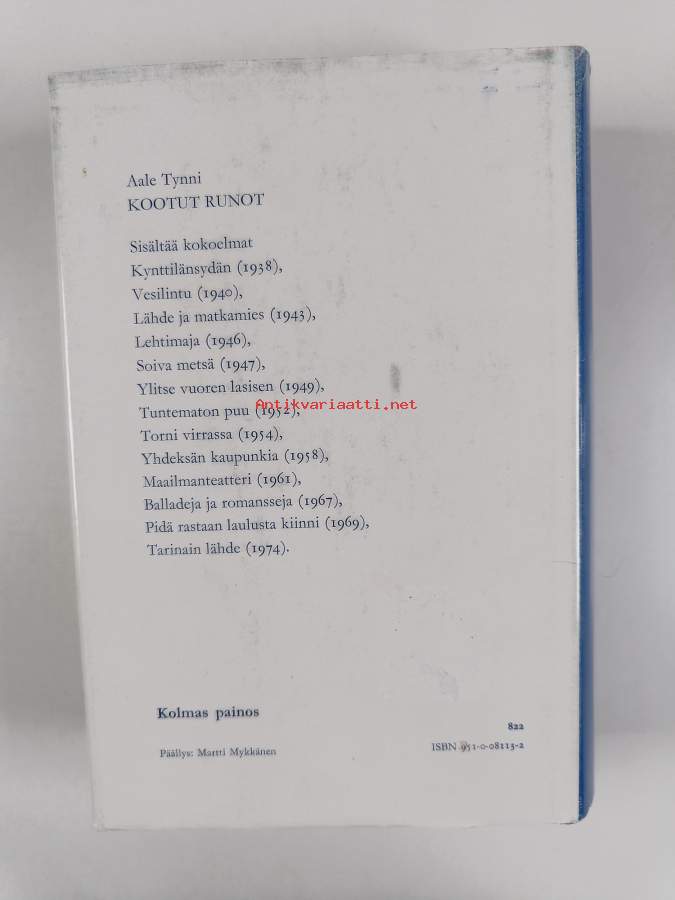 Aale Tynni
KOOTUT RUNOT
Sisältää kokoelmat
Kynttilänsydän (1938),
Vesilintu (1940),
Lähde ja matkamies (1943),
Lehtimaja (1946),
Soiva metsä (1947),
Ylitse vuoren lasisen (1949),
Antikvariaatti.net
Tuntematon puu (1952),
Torni virrassa (1954),
Yhdeksän kaupunkia (1958),
Maailmanteatteri (1961),
Balladeja ja romansseja (1967),
Pidä rastaan laulusta kiinni (1969),
Tarinain lähde (1974).
Kolmas painos
822
Päällys: Martti Mykkänen
ISBN 951-0-08113-2